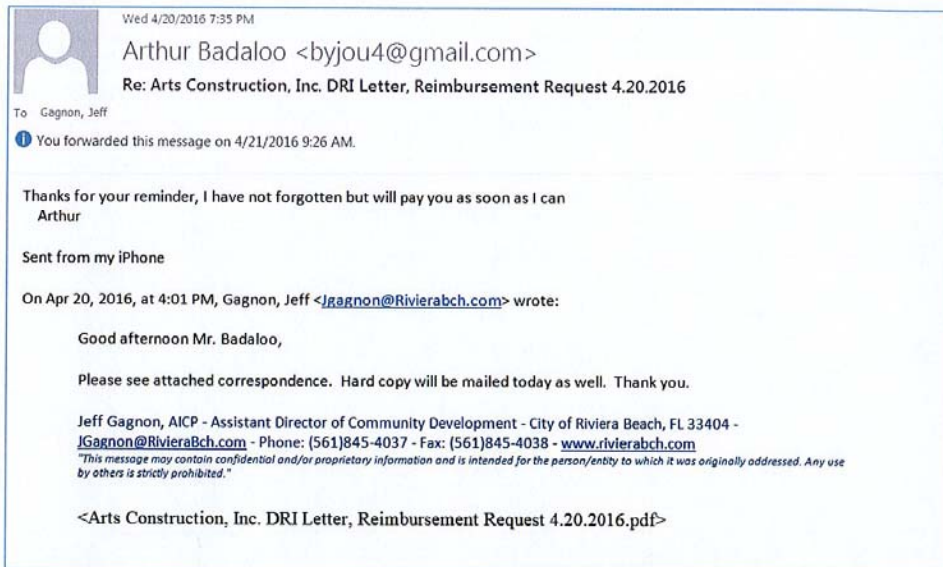 Wed 4/20/2016 7:35 PM
Arthur Badaloo <byjou4@gmail.com>
Re: Arts Construction, Inc. DRI Letter, Reimbursement Request 4.20.2016
To Gagnon, Jeff
You forwarded this message on 4/21/2016 9:26 AM.
Thanks for your reminder, I have not forgotten but will pay you as soon as I can
Arthur
Sent from my iPhone
On Apr 20, 2016, at 4:01 PM, Gagnon, Jeff <Jgagnon@Rivierabch.com> wrote:
Good afternoon Mr. Badaloo,
Please see attached correspondence. Hard copy will be mailed today as well. Thank you.
Jeff Gagnon, AICP - Assistant Director of Community Development - City of Riviera Beach, FL 33404 -
JGagnon@RivieraBch.com - Phone: (561)845-4037 - Fax: (561)845-4038 - www.rivierabch.com
"This message may contain confidential and/or proprietary information and is intended for the person/entity to which it was originally addressed. Any use
by others is strictly prohibited."
<Arts Construction, Inc. DRI Letter, Reimbursement Request 4.20.2016.pdf>